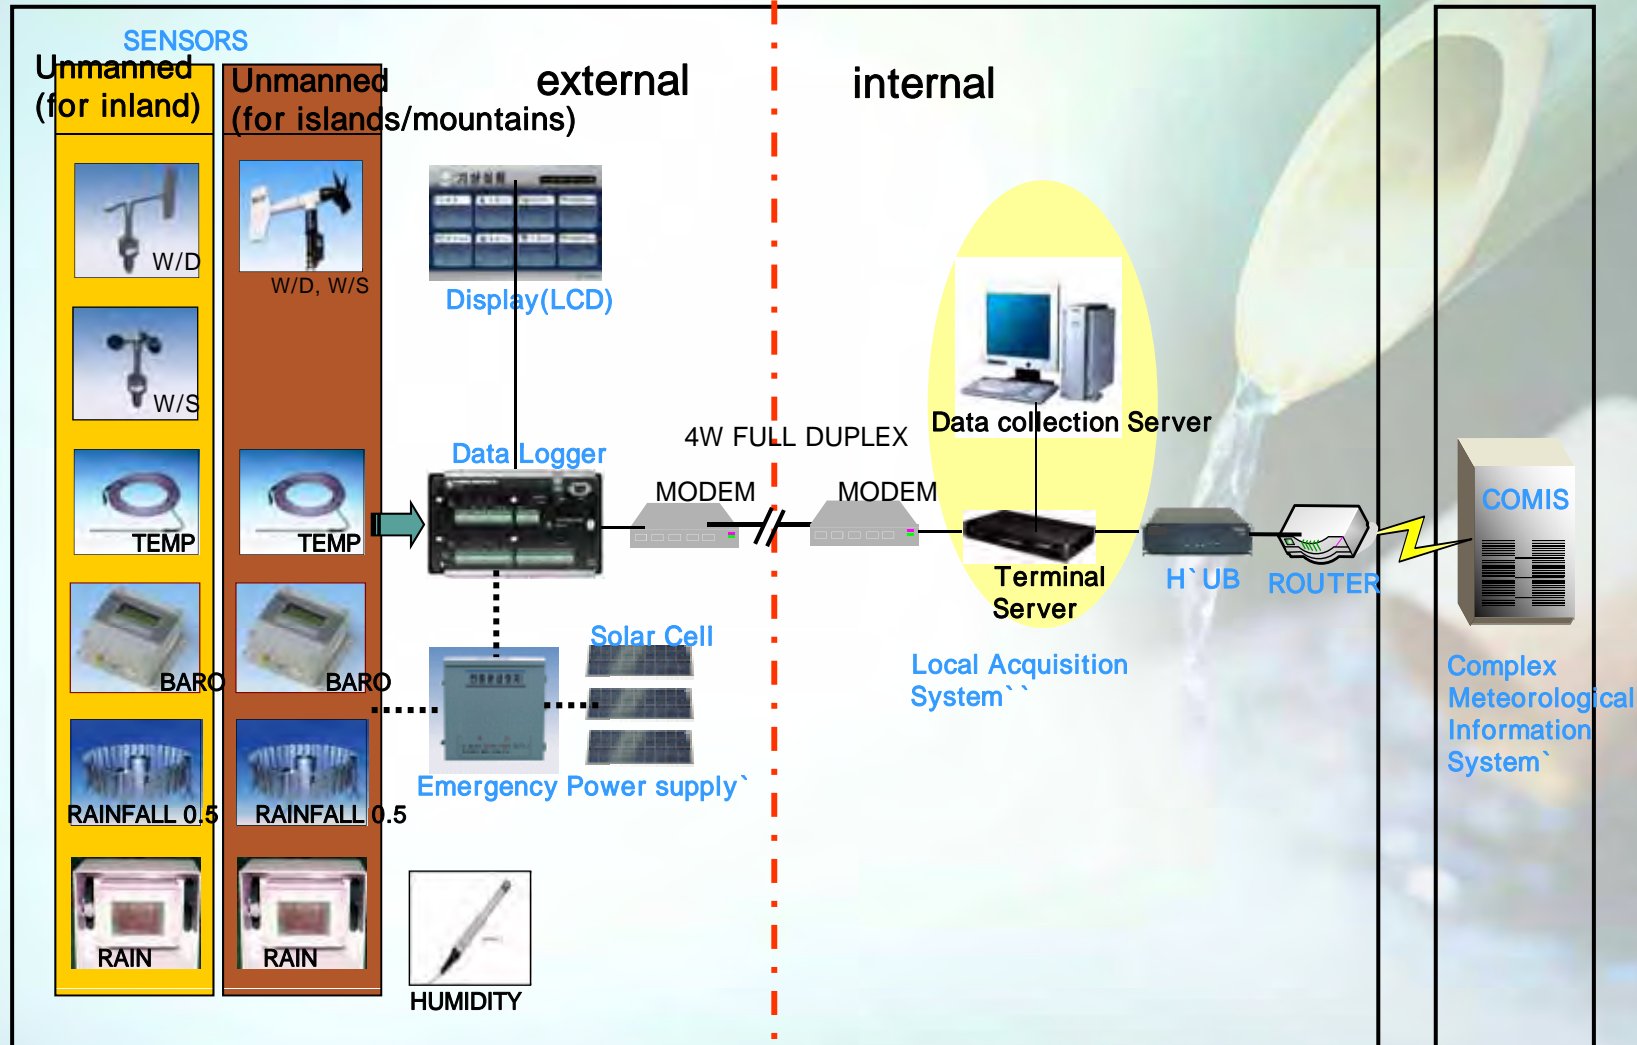 SENSORS
Unmanned
(for inland)
Unmanned
(for islands/mountains)
external
internal
W/D
W/D, W/S
W/S
TEMP
TEMP
BARO
BARO
RAINFALL 0.5
RAINFALL 0.5
RAIN
RAIN
HUMIDITY
Display(LCD)
Data Logger
4W FULL DUPLEX
MODEM
MODEM
Solar Cell
Emergency Power supply`
Data collection Server
Terminal
Server
Local Acquisition
System``
H`UB
ROUTER
COMIS
Complex
Meteorological
Information
System`